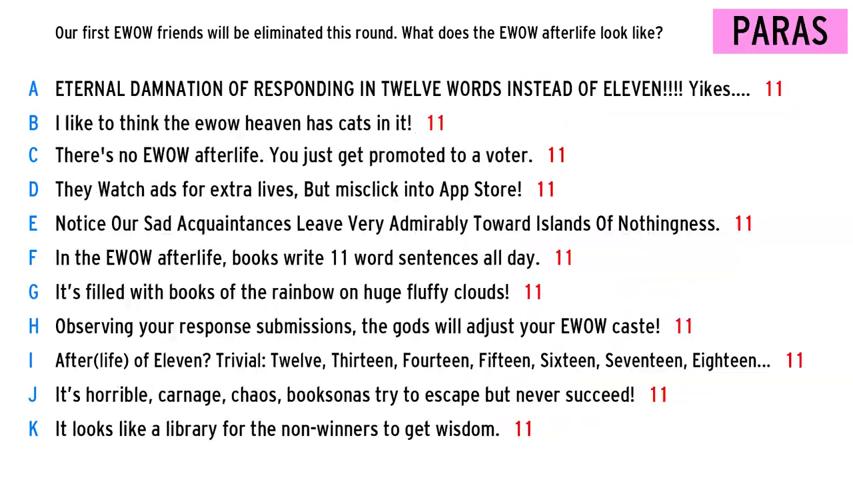 Our first EWOW friends will be eliminated this round. What does the EWOW afterlife look like?
PARAS
A ETERNAL DAMNATION OF RESPONDING IN TWELVE WORDS INSTEAD OF ELEVEN!!!! Yikes.... 11
B I like to think the ewow heaven has cats in it! 11
C There's no EWOW afterlife. You just get promoted to a voter. 11
D They Watch ads for extra lives, But misclick into App Store! 11
E Notice Our Sad Acquaintances Leave Very Admirably Toward Islands Of Nothingness. 11
F In the EWOW afterlife, books write 11 word sentences all day. 11
G It’s filled with books of the rainbow on huge fluffy clouds! 11
H Observing your response submissions, the gods will adjust your EWOW caste! 11
I After(life) of Eleven? Trivial: Twelve, Thirteen, Fourteen, Fifteen, Sixteen, Seventeen, Eighteen... 11
J It’s horrible, carnage, chaos, booksonas try to escape but never succeed! 11
K It looks like a library for the non-winners to get wisdom. 11